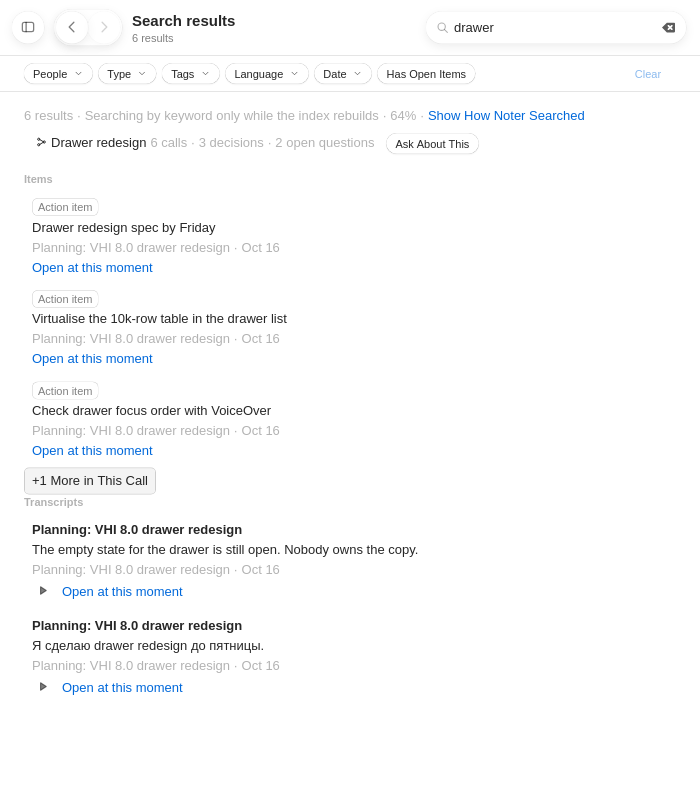 Search results
6 results
drawer
People
Type
Tags
Language
Date
Has Open Items
Clear
6 results · Searching by keyword only while the index rebuilds · 64% · Show How Noter Searched
Drawer redesign 6 calls · 3 decisions · 2 open questions
Ask About This
Items
Action item
Drawer redesign spec by Friday
Planning: VHI 8.0 drawer redesign · Oct 16
Open at this moment
Action item
Virtualise the 10k-row table in the drawer list
Planning: VHI 8.0 drawer redesign · Oct 16
Open at this moment
Action item
Check drawer focus order with VoiceOver
Planning: VHI 8.0 drawer redesign · Oct 16
Open at this moment
+1 More in This Call
Transcripts
Planning: VHI 8.0 drawer redesign
The empty state for the drawer is still open. Nobody owns the copy.
Planning: VHI 8.0 drawer redesign · Oct 16
Open at this moment
Planning: VHI 8.0 drawer redesign
Я сделаю drawer redesign до пятницы.
Planning: VHI 8.0 drawer redesign · Oct 16
Open at this moment